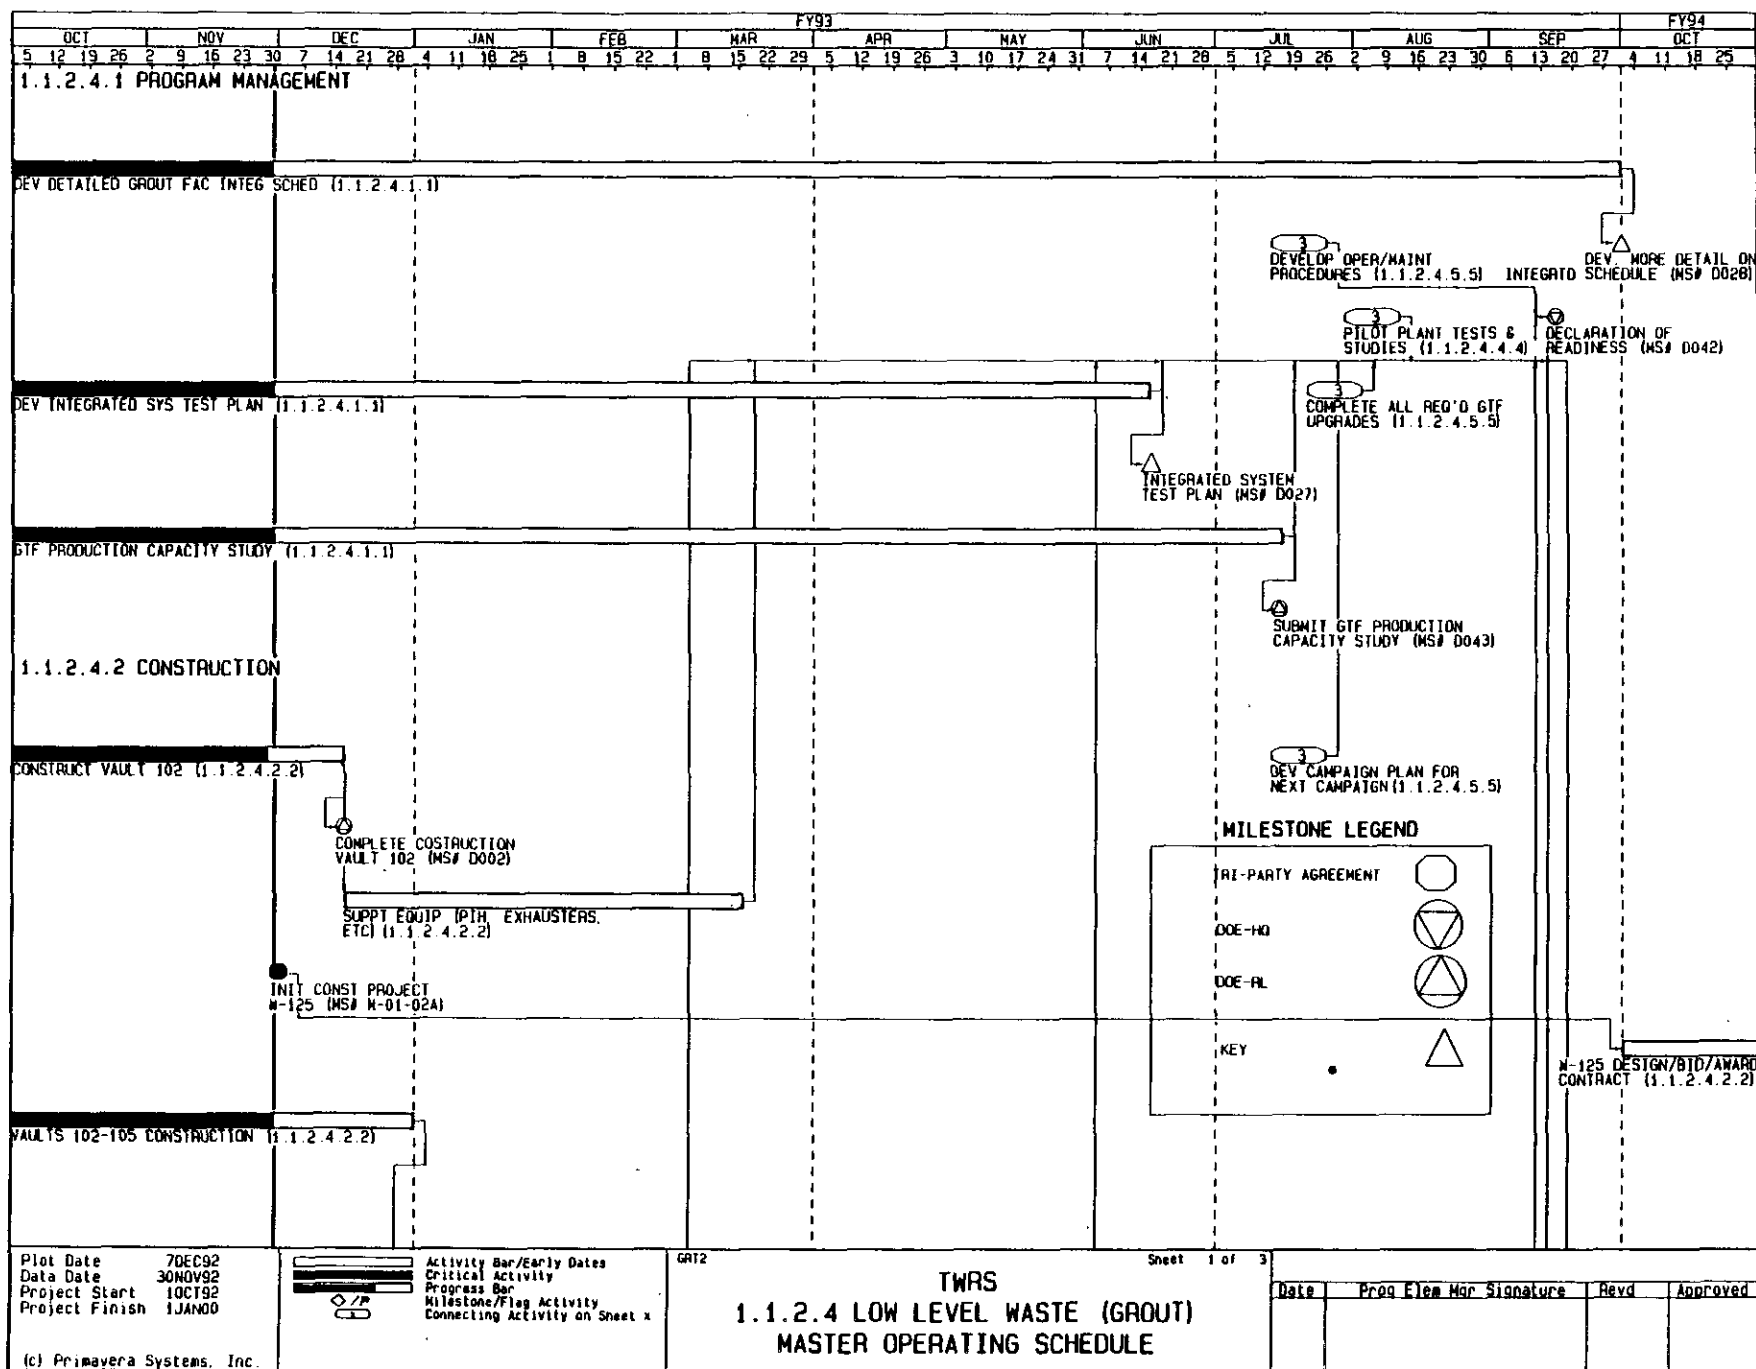 FY93 FY94
OCT NOV DEC JAN FEB MAR APR MAY JUN JUL AUG SEP OCT
5 12 19 26 2 9 16 23 30 7 14 21 28 4 11 18 25 1 8 15 22 1 8 15 22 29 5 12 19 26 3 10 17 24 31 7 14 21 28 5 12 19 26 2 9 16 23 30 6 13 20 27 4 11 18 25
1.1.2.4.1 PROGRAM MANAGEMENT
DEV DETAILED GROUT FAC INTEG SCHED (1.1.2.4.1.1)
3
DEVELOP OPER/MAINT
PROCEDURES (1.1.2.4.5.5)
DEV. MORE DETAIL ON
INTEGRTD SCHEDULE (MS# D028)
3
PILOT PLANT TESTS &
STUDIES (1.1.2.4.4.4)
DECLARATION OF
READINESS (MS# D042)
DEV INTEGRATED SYS TEST PLAN (1.1.2.4.1.1)
3
COMPLETE ALL REQ'D GTF
UPGRADES (1.1.2.4.5.5)
INTEGRATED SYSTEM
TEST PLAN (MS# D027)
GTF PRODUCTION CAPACITY STUDY (1.1.2.4.1.1)
SUBMIT GTF PRODUCTION
CAPACITY STUDY (MS# D043)
1.1.2.4.2 CONSTRUCTION
CONSTRUCT VAULT 102 (1.1.2.4.2.2)
3
DEV CAMPAIGN PLAN FOR
NEXT CAMPAIGN(1.1.2.4.5.5)
COMPLETE COSTRUCTION
VAULT 102 (MS# D002)
SUPPT EQUIP (PIH, EXHAUSTERS,
ETC) (1.1.2.4.2.2)
INIT CONST PROJECT
W-125 (MS# M-01-02A)
MILESTONE LEGEND
TRI-PARTY AGREEMENT
DOE-HQ
DOE-RL
KEY
W-125 DESIGN/BID/AWARD
CONTRACT (1.1.2.4.2.2)
VAULTS 102-105 CONSTRUCTION (1.1.2.4.2.2)
Plot Date 7DEC92
Data Date 30NOV92
Project Start 1OCT92
Project Finish 1JAN00
(c) Primavera Systems, Inc.
Activity Bar/Early Dates
Critical Activity
Progress Bar
Milestone/Flag Activity
Connecting Activity on Sheet x
GRT2
Sheet 1 of 3
TWRS
1.1.2.4 LOW LEVEL WASTE (GROUT)
MASTER OPERATING SCHEDULE
Date Prog Elem Mgr Signature Revd Approved